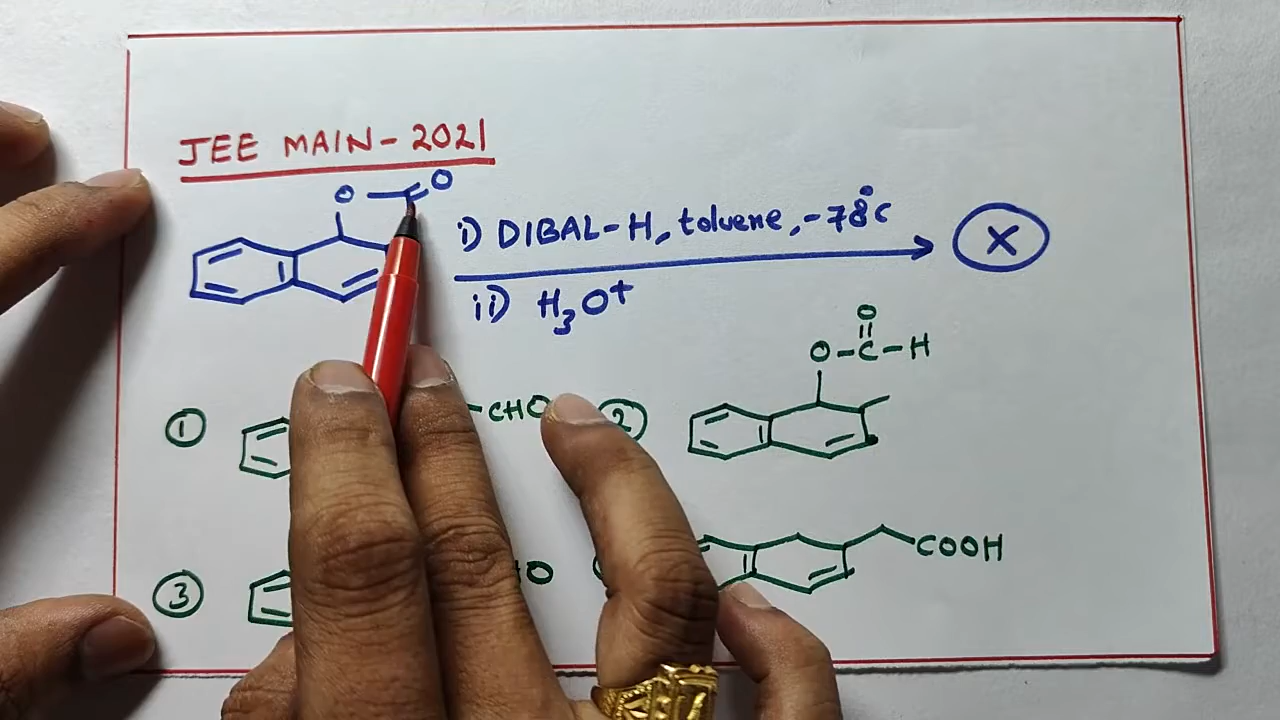 JEE MAIN-2021
O O
i) DIBAL-H, toluene, -78°C
X
ii) H3O+
O
O-C-H
① -CHO ②
COOH
③